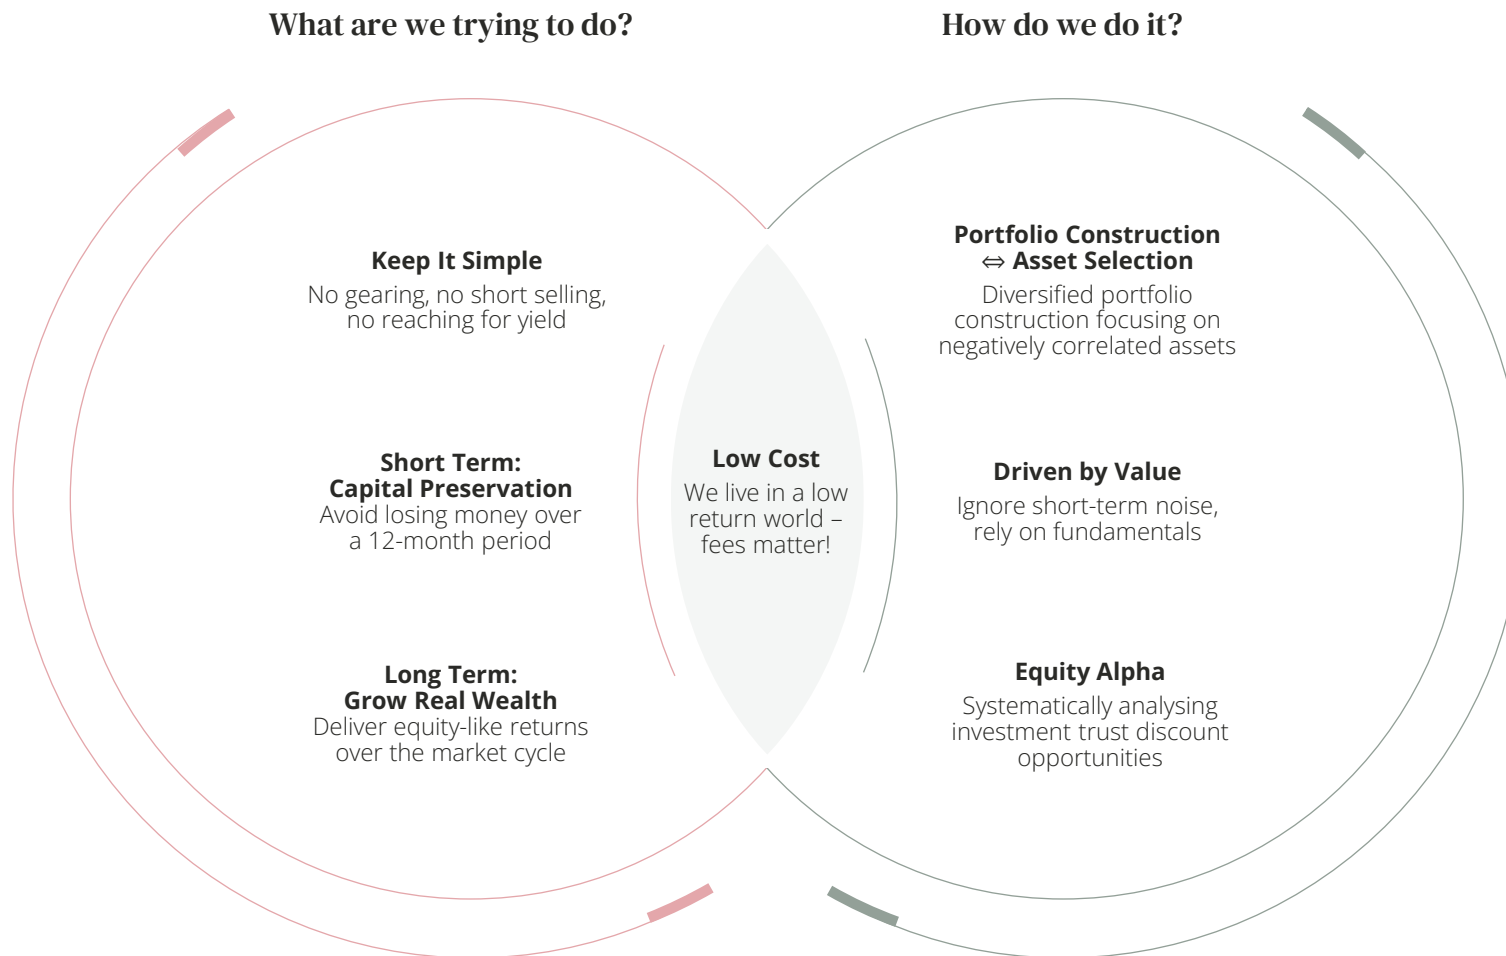 What are we trying to do?
How do we do it?
Keep It Simple
No gearing, no short selling,
no reaching for yield
Short Term:
Capital Preservation
Avoid losing money over
a 12-month period
Long Term:
Grow Real Wealth
Deliver equity-like returns
over the market cycle
Low Cost
We live in a low
return world –
fees matter!
Portfolio Construction
⇔ Asset Selection
Diversified portfolio
construction focusing on
negatively correlated assets
Driven by Value
Ignore short-term noise,
rely on fundamentals
Equity Alpha
Systematically analysing
investment trust discount
opportunities